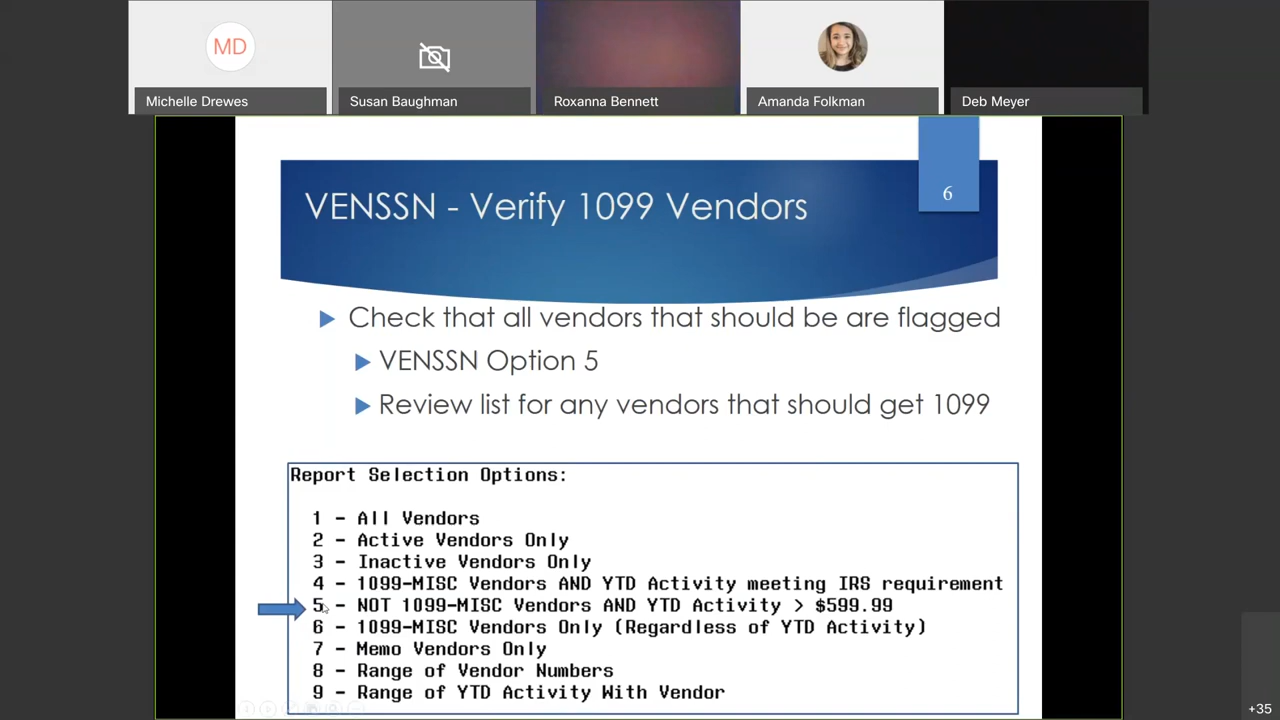 MD
Michelle Drewes
Susan Baughman
Roxanna Bennett
Amanda Folkman
Deb Meyer
6
VENSSN - Verify 1099 Vendors
Check that all vendors that should be are flagged
VENSSN Option 5
Review list for any vendors that should get 1099
Report Selection Options:
1 - All Vendors
2 - Active Vendors Only
3 - Inactive Vendors Only
4 - 1099-MISC Vendors AND YTD Activity meeting IRS requirement
5 - NOT 1099-MISC Vendors AND YTD Activity > $599.99
6 - 1099-MISC Vendors Only (Regardless of YTD Activity)
7 - Memo Vendors Only
8 - Range of Vendor Numbers
9 - Range of YTD Activity With Vendor
+35